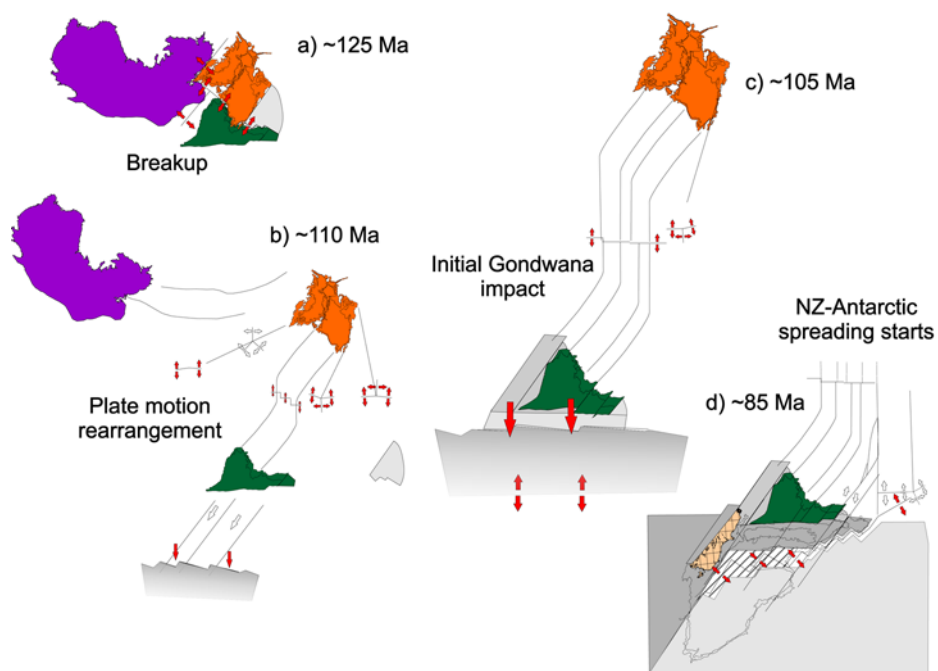 a) ~125 Ma
Breakup
b) ~110 Ma
Plate motion
rearrangement
c) ~105 Ma
Initial Gondwana
impact
NZ-Antarctic
spreading starts
d) ~85 Ma